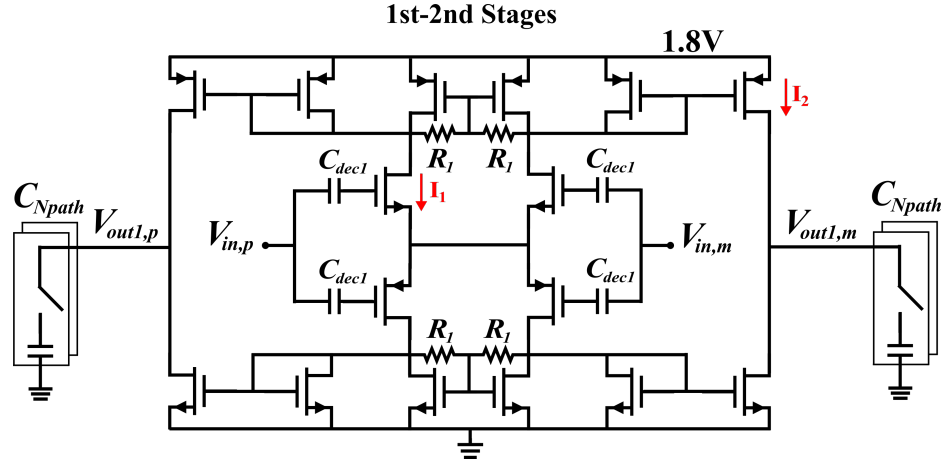 1st-2nd Stages
1.8V
I2
R1 R1
Cdec1 Cdec1
I1
CNpath Vout1,p Vin,p Vin,m Vout1,m CNpath
Cdec1 Cdec1
R1 R1